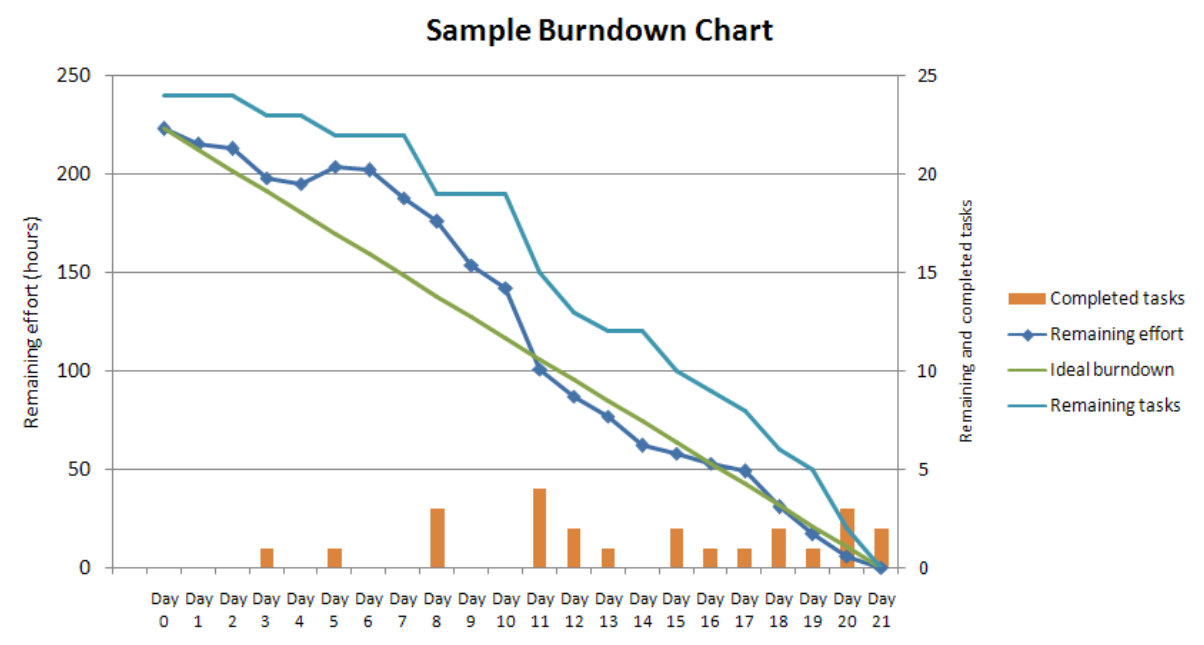 Sample Burndown Chart
250
200
150
100
50
0
Remaining effort (hours)
25
20
15
10
5
0
Remaining and completed tasks
Completed tasks
Remaining effort
Ideal burndown
Remaining tasks
Day Day Day Day Day Day Day Day Day Day Day Day Day Day Day Day Day Day Day Day Day Day
0 1 2 3 4 5 6 7 8 9 10 11 12 13 14 15 16 17 18 19 20 21